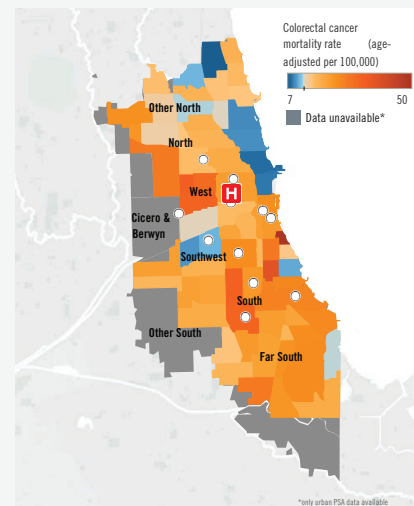 Colorectal cancer
mortality rate (age-
adjusted per 100,000)
7 50
Data unavailable*
Other North
North
West
H
Cicero &
Berwyn
Southwest
South
Other South
Far South
*only urban PSA data available